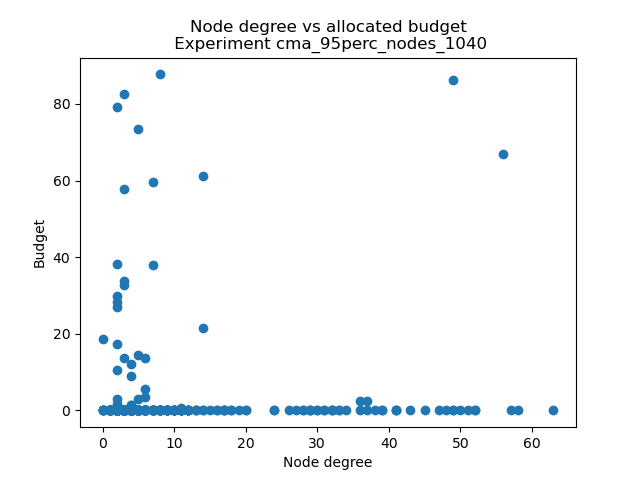 Node degree vs allocated budget
Experiment cma_95perc_nodes_1040
80
60
40
20
0
Budget
0 10 20 30 40 50 60
Node degree